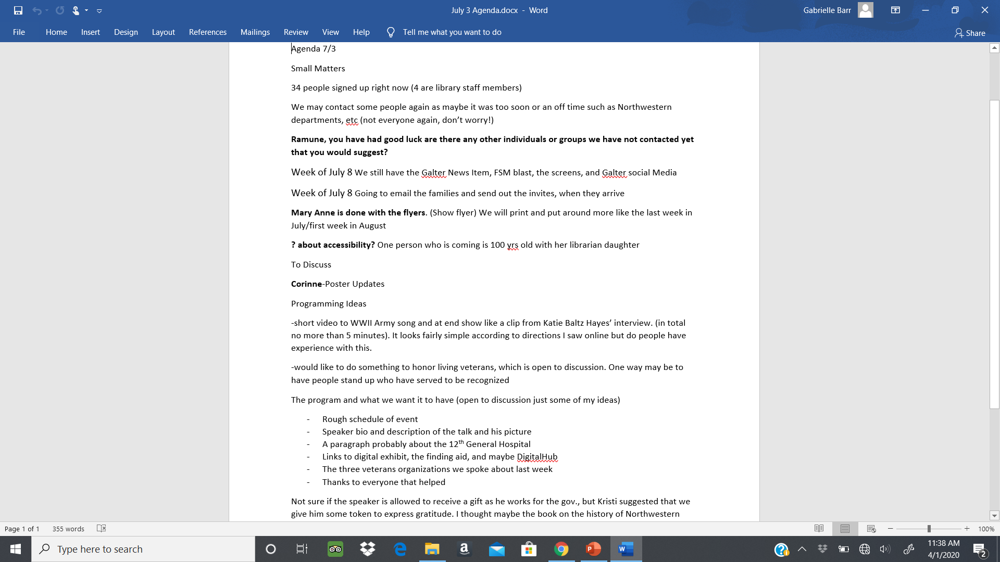 July 3 Agenda.docx - Word
Gabrielle Barr
File Home Insert Design Layout References Mailings Review View Help Tell me what you want to do
Share
Agenda 7/3
Small Matters
34 people signed up right now (4 are library staff members)
We may contact some people again as maybe it was too soon or an off time such as Northwestern
departments, etc (not everyone again, don’t worry!)
Ramune, you have had good luck are there any other individuals or groups we have not contacted yet
that you would suggest?
Week of July 8 We still have the Galter News Item, FSM blast, the screens, and Galter social Media
Week of July 8 Going to email the families and send out the invites, when they arrive
Mary Anne is done with the flyers. (Show flyer) We will print and put around more like the last week in
July/first week in August
? about accessibility? One person who is coming is 100 yrs old with her librarian daughter
To Discuss
Corinne-Poster Updates
Programming Ideas
-short video to WWII Army song and at end show like a clip from Katie Baltz Hayes’ interview. (in total
no more than 5 minutes). It looks fairly simple according to directions I saw online but do people have
experience with this.
-would like to do something to honor living veterans, which is open to discussion. One way may be to
have people stand up who have served to be recognized
The program and what we want it to have (open to discussion just some of my ideas)
- Rough schedule of event
- Speaker bio and description of the talk and his picture
- A paragraph probably about the 12th General Hospital
- Links to digital exhibit, the finding aid, and maybe DigitalHub
- The three veterans organizations we spoke about last week
- Thanks to everyone that helped
Not sure if the speaker is allowed to receive a gift as he works for the gov., but Kristi suggested that we
give him some token to express gratitude. I thought maybe the book on the history of Northwestern
Page 1 of 1 355 words
100%
Type here to search
11:38 AM
4/1/2020
2